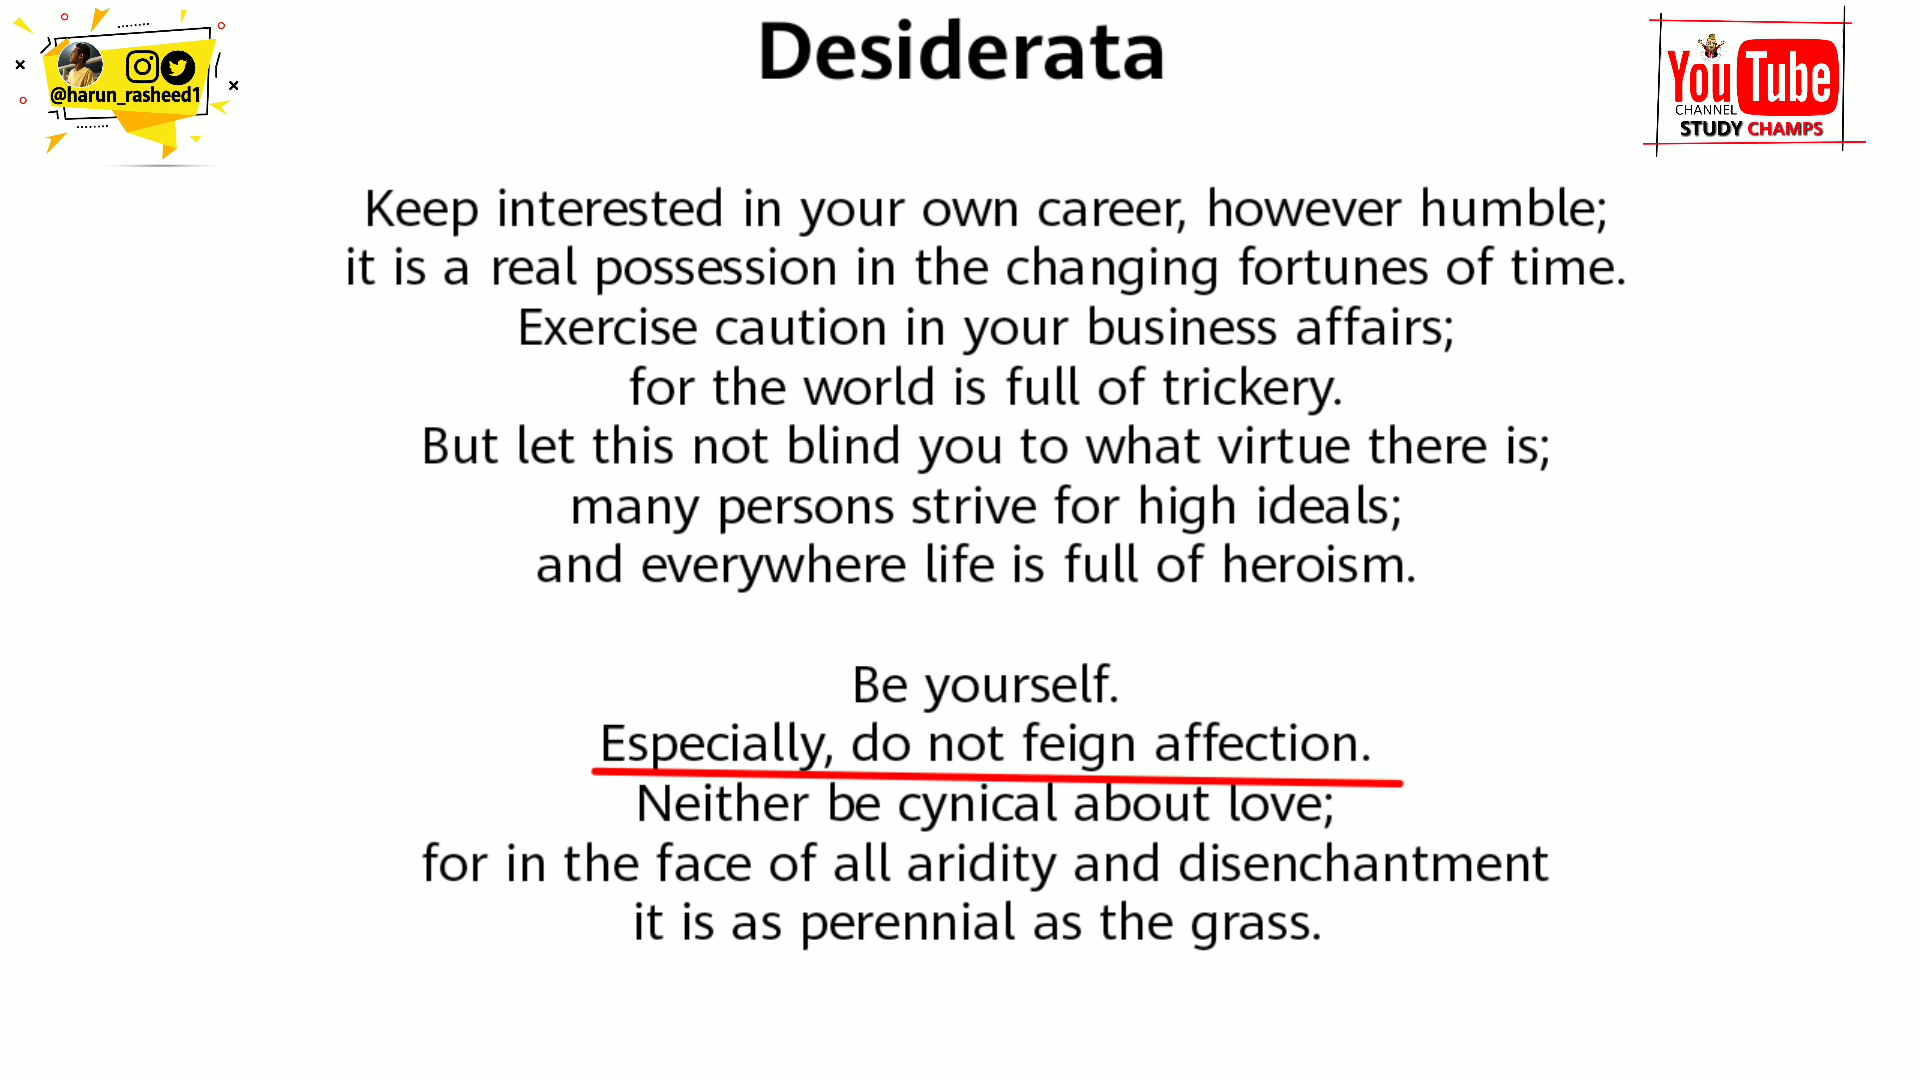 Desiderata
@harun_rasheed1
You Tube
CHANNEL
STUDY CHAMPS
Keep interested in your own career, however humble;
it is a real possession in the changing fortunes of time.
Exercise caution in your business affairs;
for the world is full of trickery.
But let this not blind you to what virtue there is;
many persons strive for high ideals;
and everywhere life is full of heroism.
Be yourself.
Especially, do not feign affection.
Neither be cynical about love;
for in the face of all aridity and disenchantment
it is as perennial as the grass.